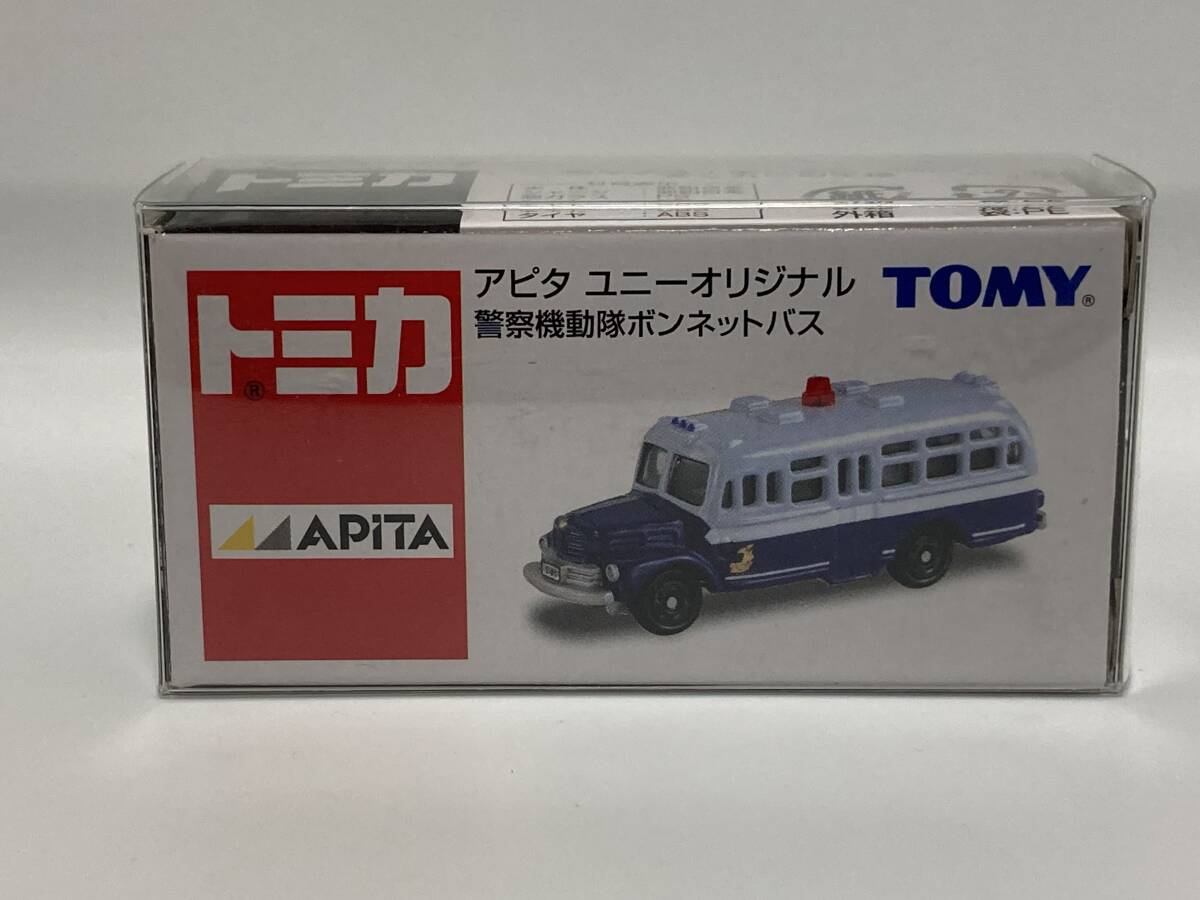 トミカ
タイヤ : ABS
外箱
袋:PE
トミカ®
アピタ ユニーオリジナル
警察機動隊ボンネットバス
TOMY®
APiTA